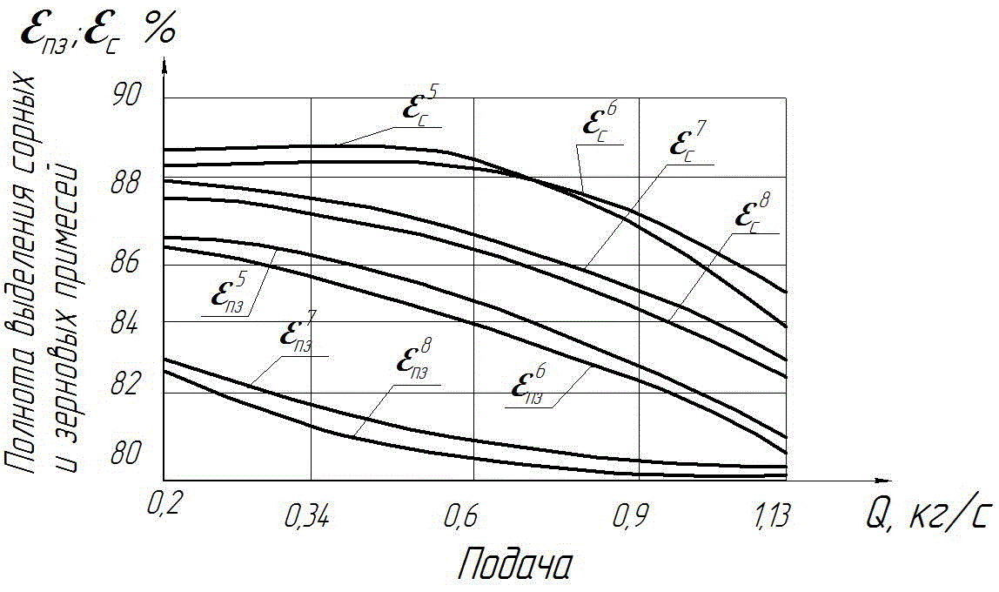 ε_пз; ε_с %
Полнота выделения сорных
и зерновых примесей
90
88
86
84
82
80
ε_с^5
ε_с^6
ε_с^7
ε_с^8
ε_пз^5
ε_пз^7
ε_пз^8
ε_пз^6
0,2
0,34
0,6
0,9
1,13
Q, кг/с
Подача